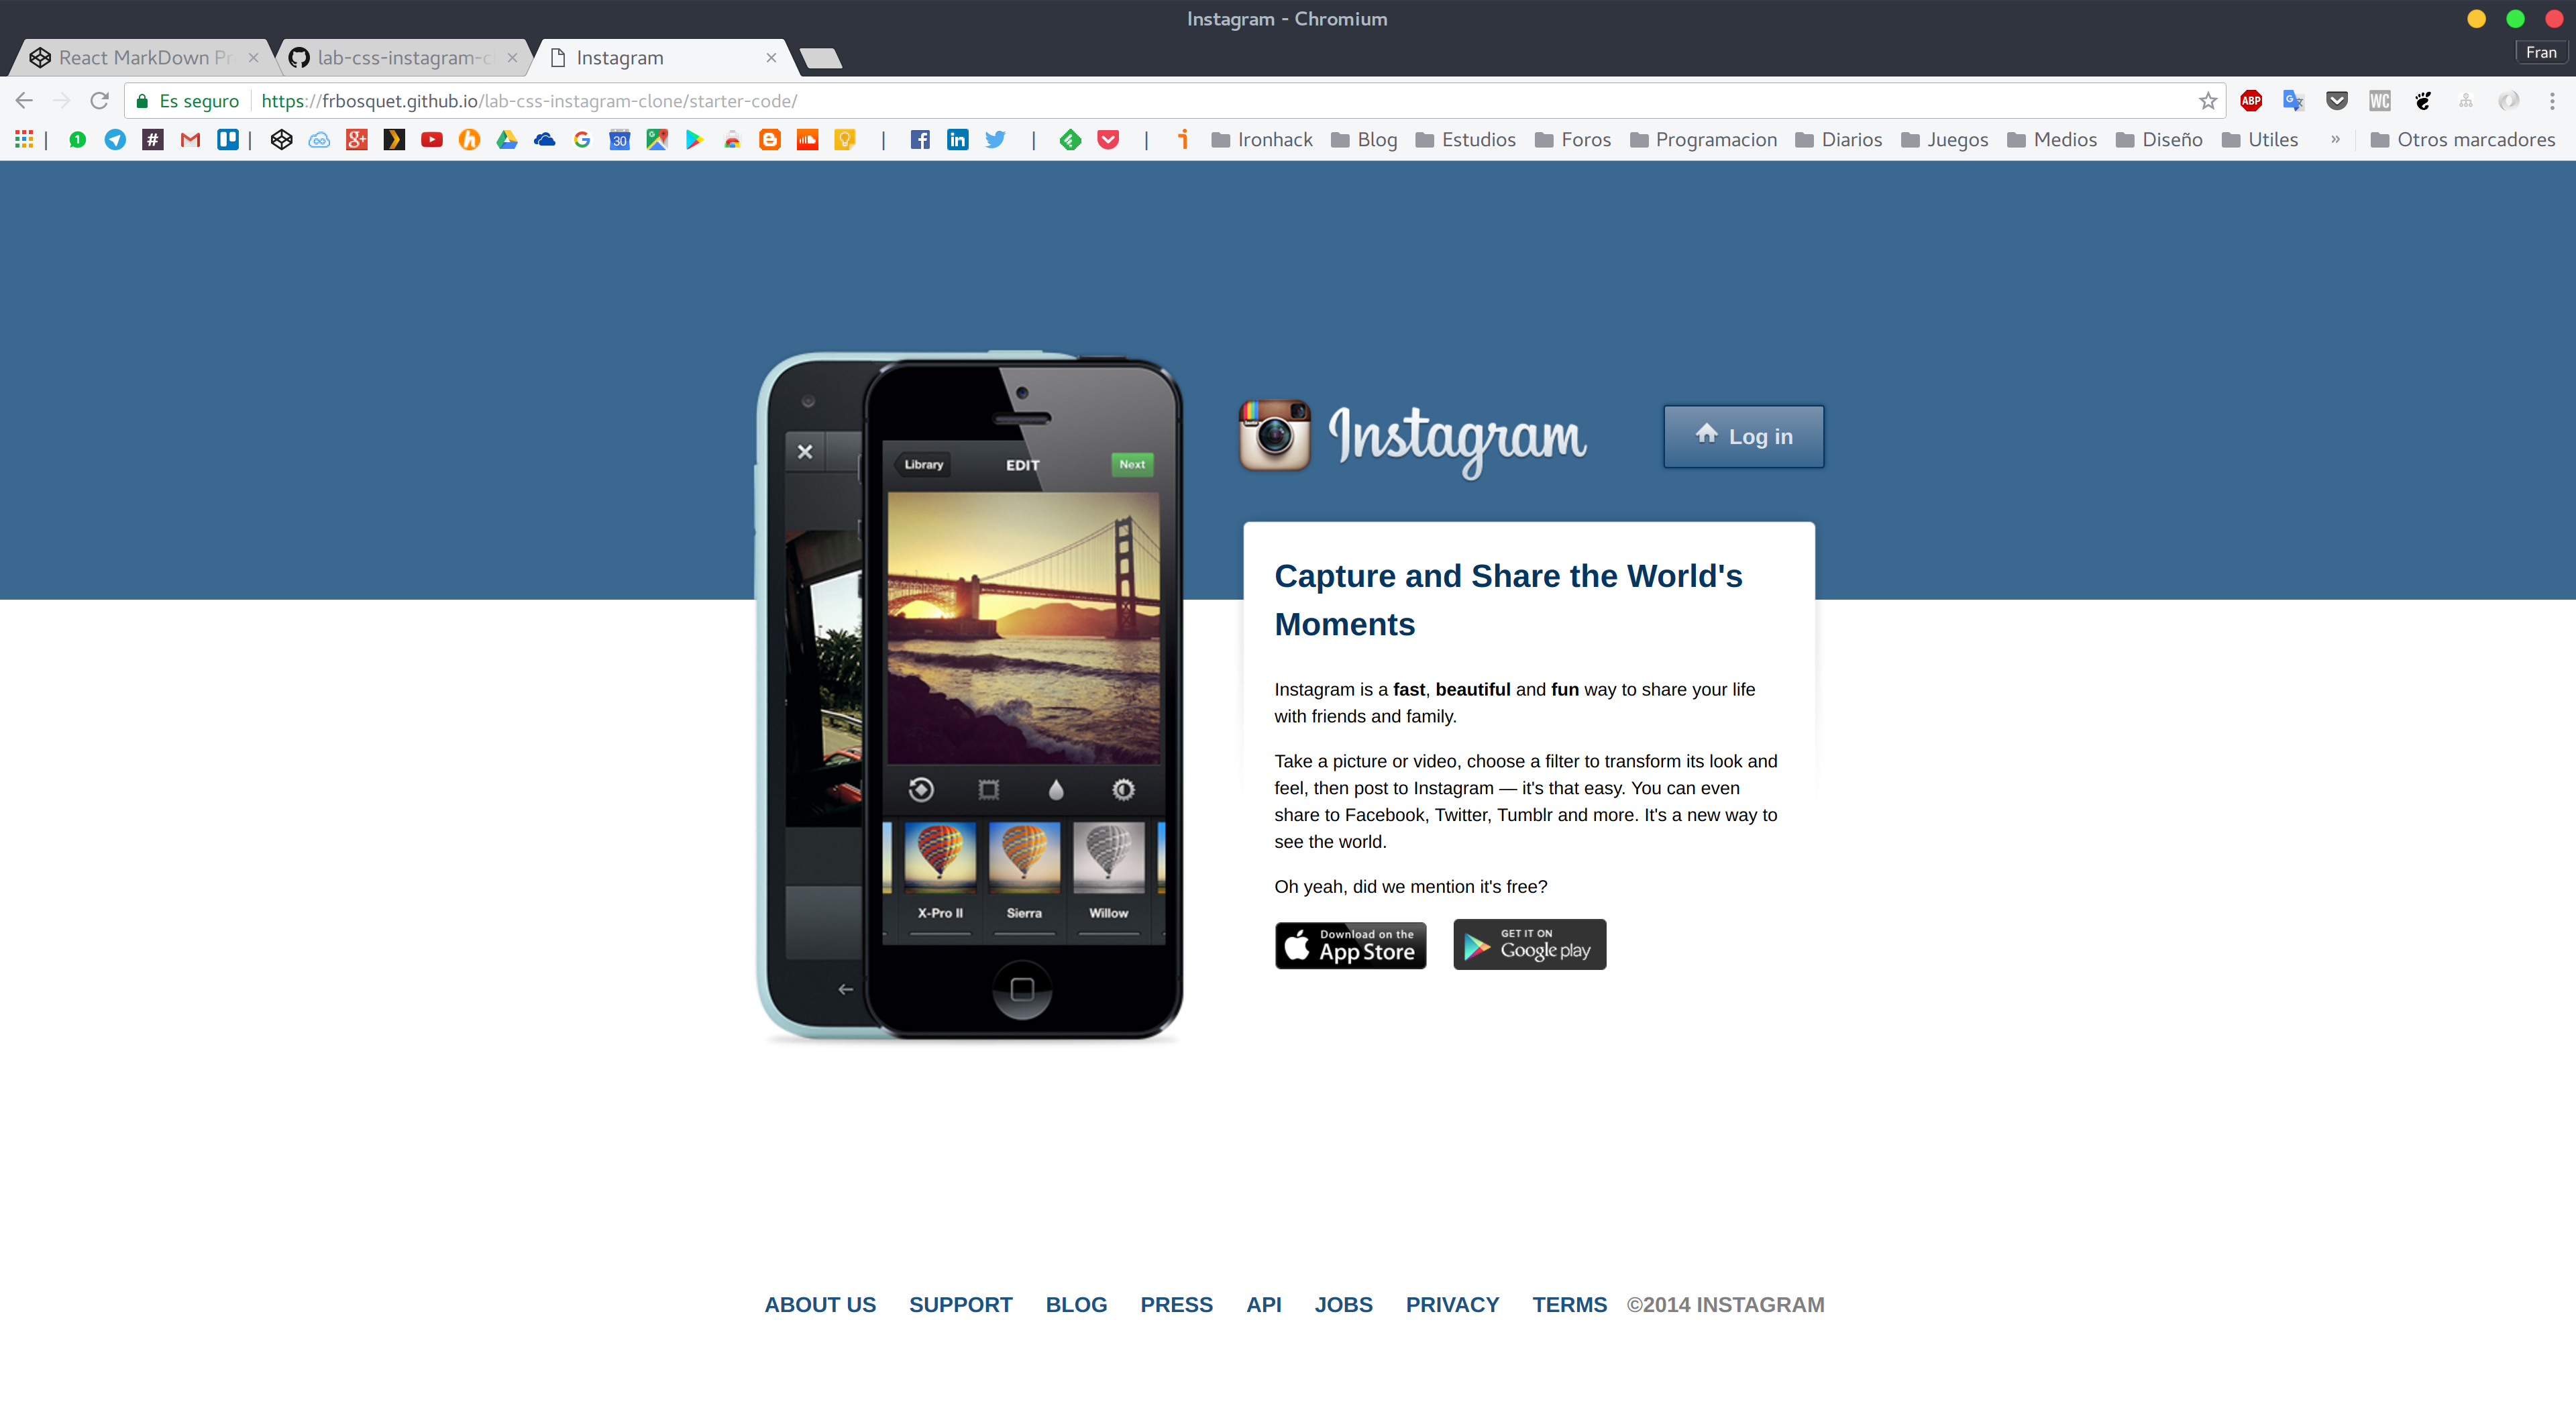 Instagram - Chromium
React MarkDown Pr
lab-css-instagram-c
Instagram
Fran
Es seguro
https://frbosquet.github.io/lab-css-instagram-clone/starter-code/
ABP
WC
| 1 # | g+ 30 | in | | i Ironhack Blog Estudios Foros Programacion Diarios Juegos Medios Diseño Utiles » Otros marcadores
Instagram
Log in
Library
EDIT
Next
X-Pro II
Sierra
Willow
Capture and Share the World's
Moments
Instagram is a fast, beautiful and fun way to share your life
with friends and family.
Take a picture or video, choose a filter to transform its look and
feel, then post to Instagram — it's that easy. You can even
share to Facebook, Twitter, Tumblr and more. It's a new way to
see the world.
Oh yeah, did we mention it's free?
Download on the
App Store
GET IT ON
Google play
ABOUT US SUPPORT BLOG PRESS API JOBS PRIVACY TERMS ©2014 INSTAGRAM